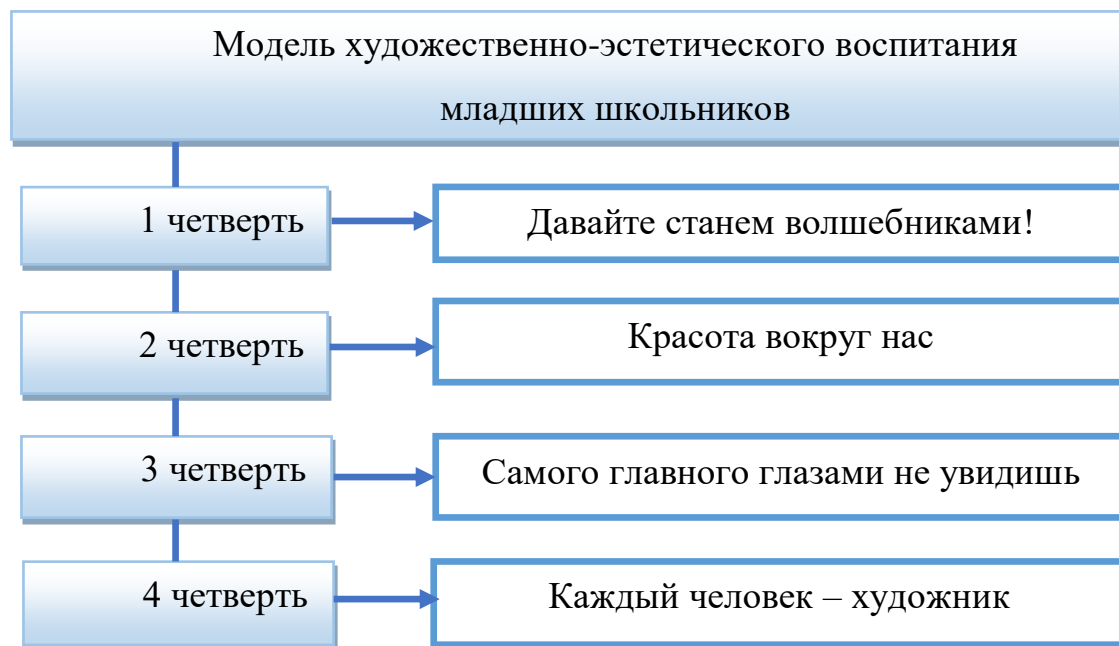 Модель художественно-эстетического воспитания
младших школьников
1 четверть
Давайте станем волшебниками!
2 четверть
Красота вокруг нас
3 четверть
Самого главного глазами не увидишь
4 четверть
Каждый человек – художник